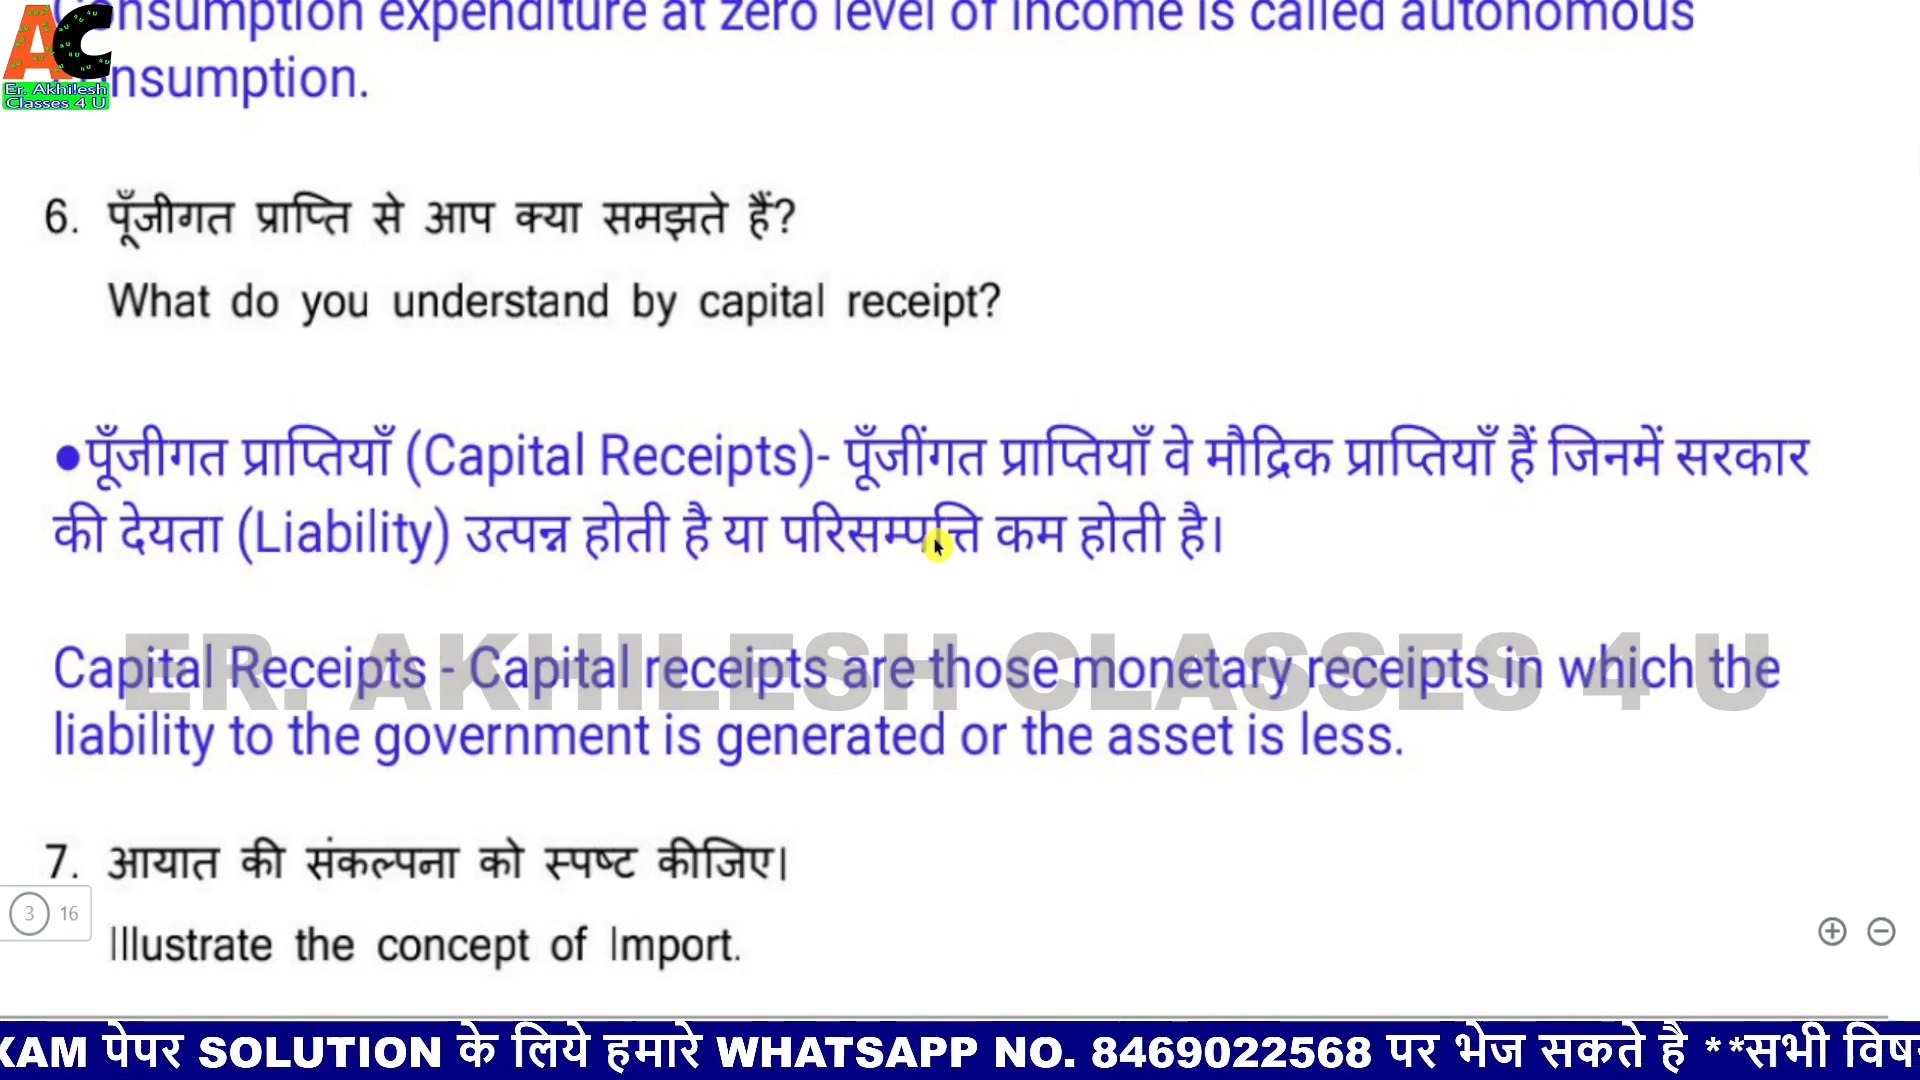 Consumption expenditure at zero level of income is called autonomous
consumption.
AC
Er. Akhilesh
Classes 4 U
6. पूँजीगत प्राप्ति से आप क्या समझते हैं?
What do you understand by capital receipt?
●पूँजीगत प्राप्तियाँ (Capital Receipts)- पूँजींगत प्राप्तियाँ वे मौद्रिक प्राप्तियाँ हैं जिनमें सरकार
की देयता (Liability) उत्पन्न होती है या परिसम्पत्ति कम होती है।
ER. AKHILESH CLASSES 4 U
Capital Receipts - Capital receipts are those monetary receipts in which the
liability to the government is generated or the asset is less.
7. आयात की संकल्पना को स्पष्ट कीजिए।
3 16
Illustrate the concept of Import.
XAM पेपर SOLUTION के लिये हमारे WHATSAPP NO. 8469022568 पर भेज सकते है **सभी